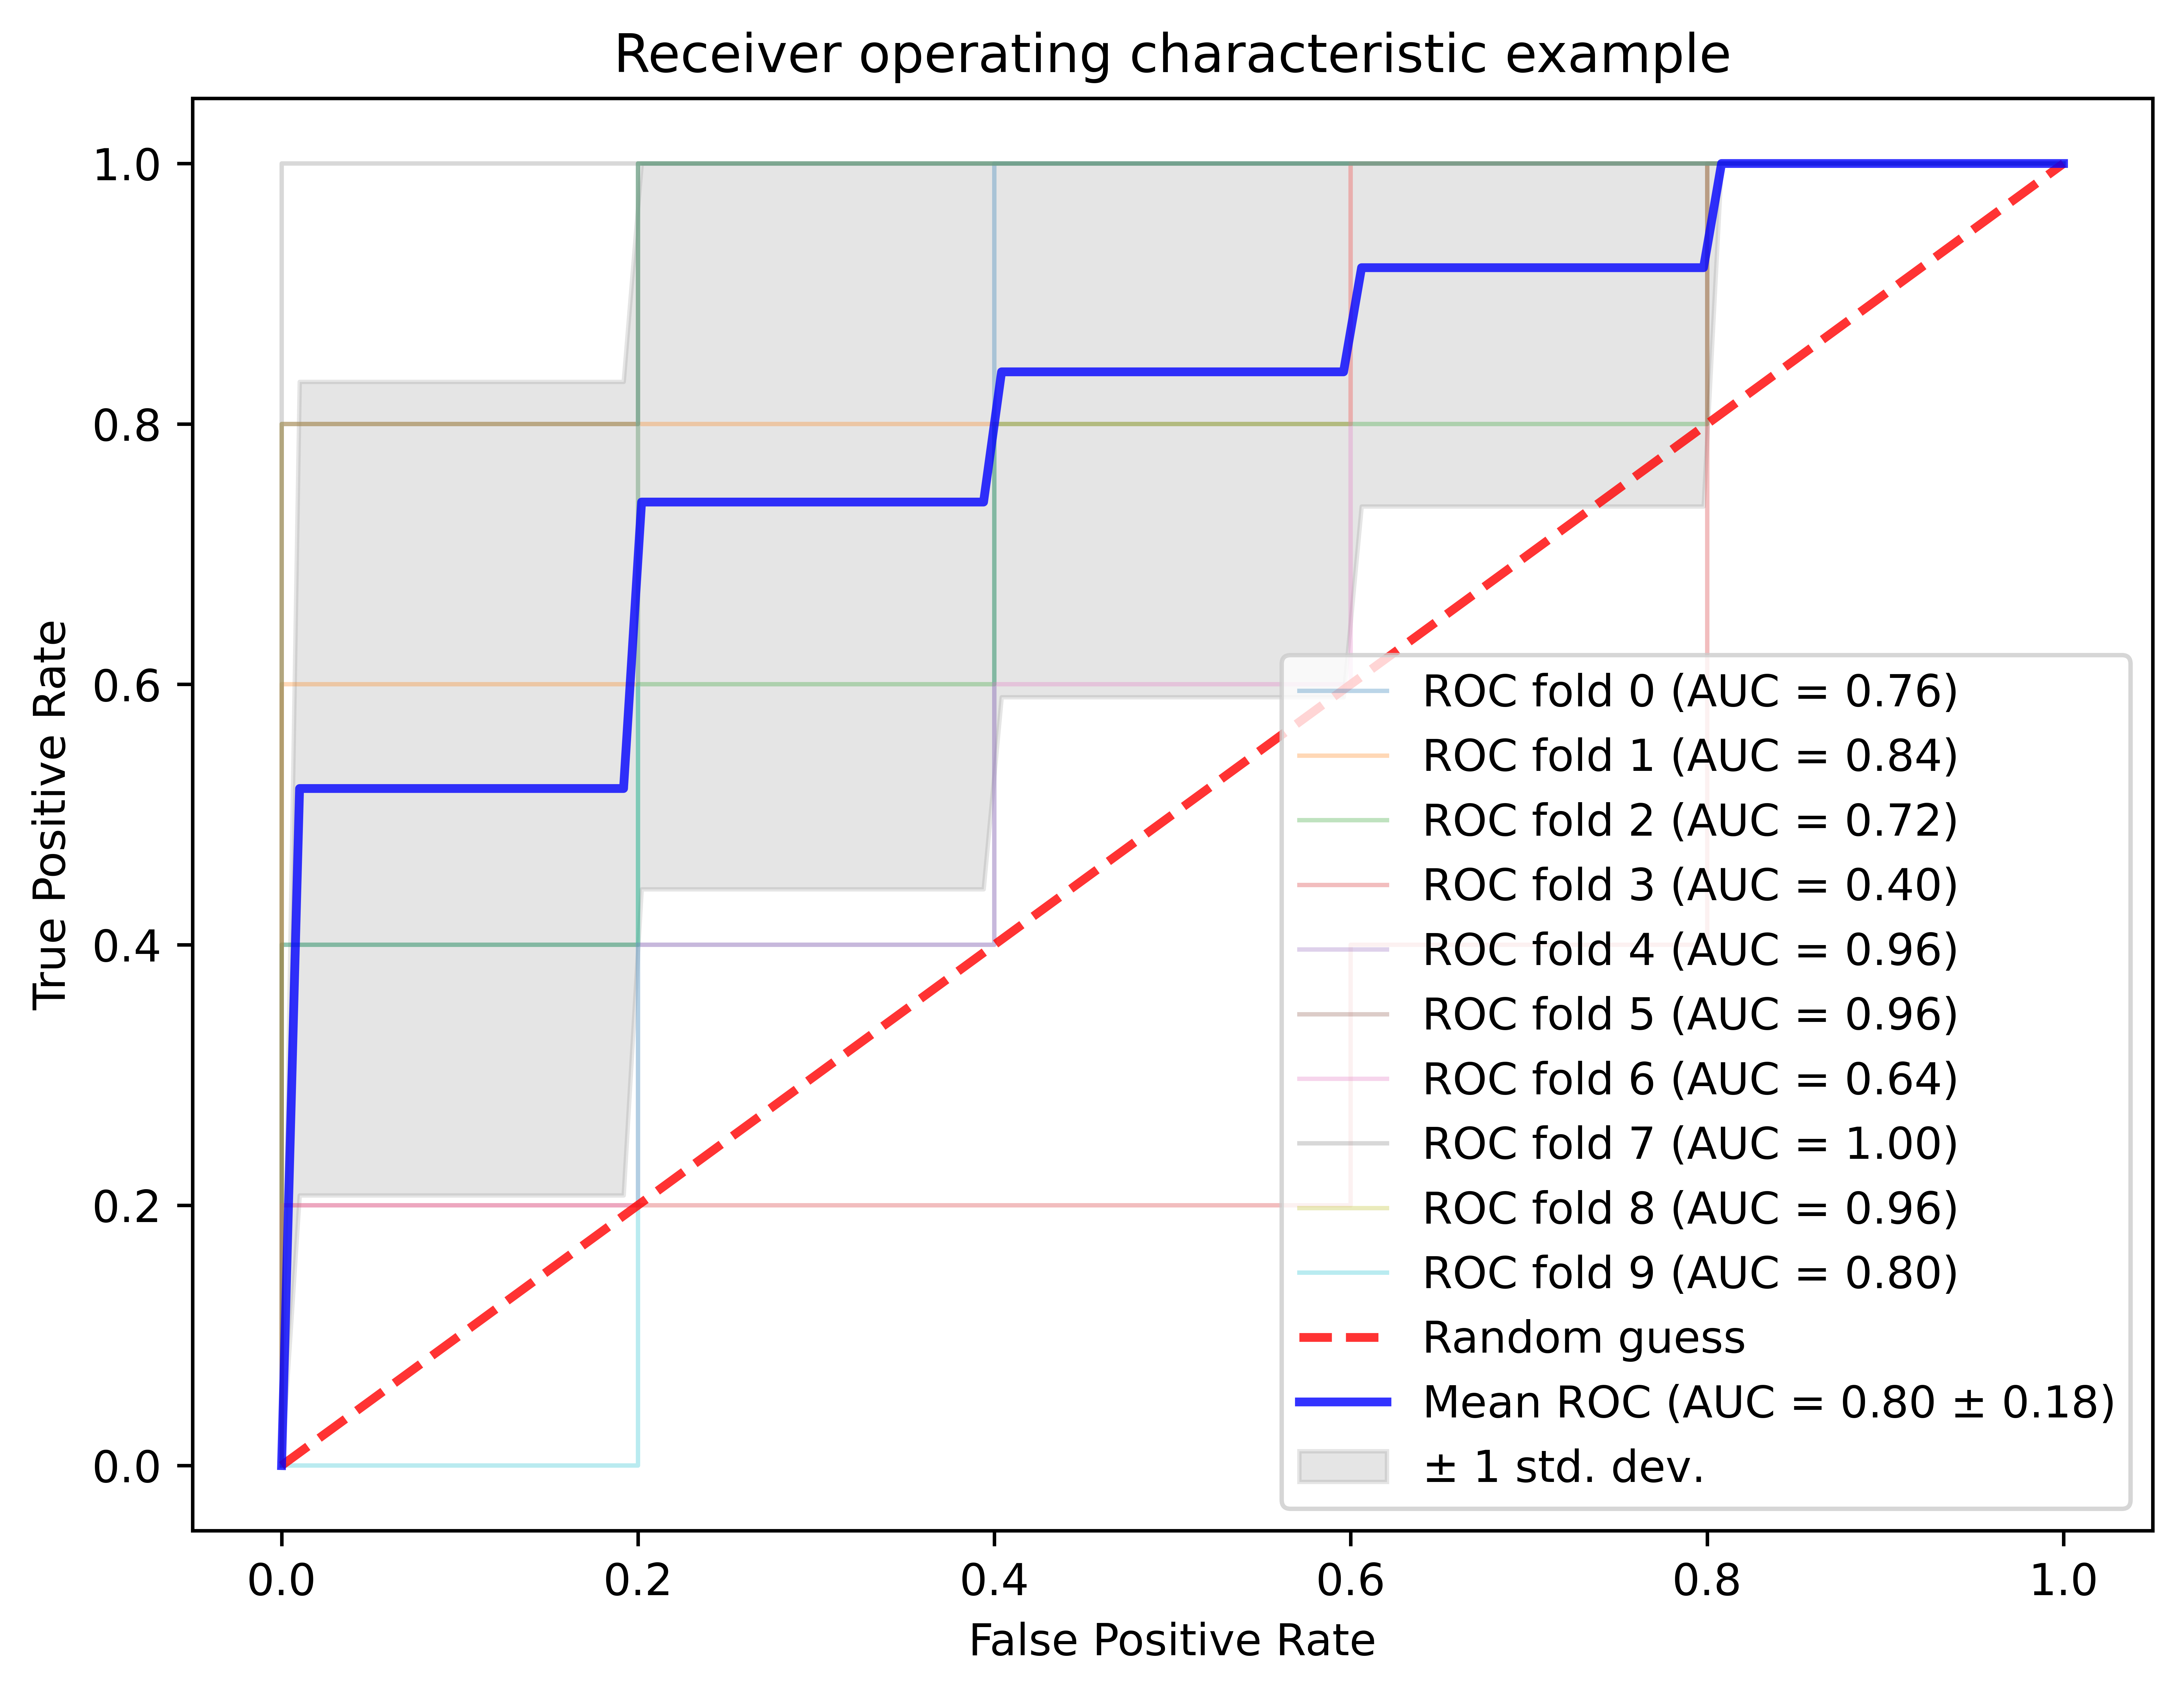 Receiver operating characteristic example
True Positive Rate
1.0
0.8
0.6
0.4
0.2
0.0
ROC fold 0 (AUC = 0.76)
ROC fold 1 (AUC = 0.84)
ROC fold 2 (AUC = 0.72)
ROC fold 3 (AUC = 0.40)
ROC fold 4 (AUC = 0.96)
ROC fold 5 (AUC = 0.96)
ROC fold 6 (AUC = 0.64)
ROC fold 7 (AUC = 1.00)
ROC fold 8 (AUC = 0.96)
ROC fold 9 (AUC = 0.80)
Random guess
Mean ROC (AUC = 0.80 ± 0.18)
± 1 std. dev.
0.0 0.2 0.4 0.6 0.8 1.0
False Positive Rate